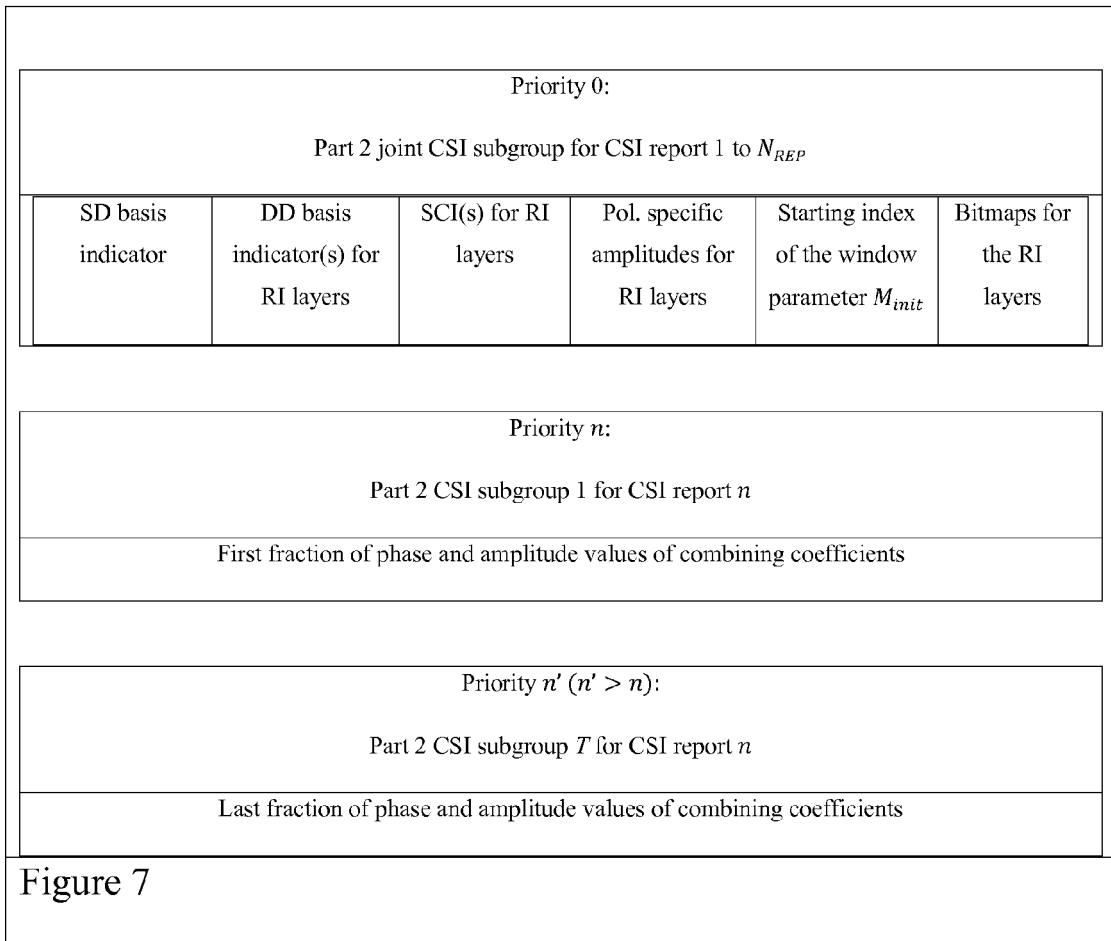 Priority 0:
Part 2 joint CSI subgroup for CSI report 1 to N_REP
SD basis
indicator
DD basis
indicator(s) for
RI layers
SCI(s) for RI
layers
Pol. specific
amplitudes for
RI layers
Starting index
of the window
parameter M_init
Bitmaps for
the RI
layers
Priority n:
Part 2 CSI subgroup 1 for CSI report n
First fraction of phase and amplitude values of combining coefficients
Priority n' (n' > n):
Part 2 CSI subgroup T for CSI report n
Last fraction of phase and amplitude values of combining coefficients
Figure 7